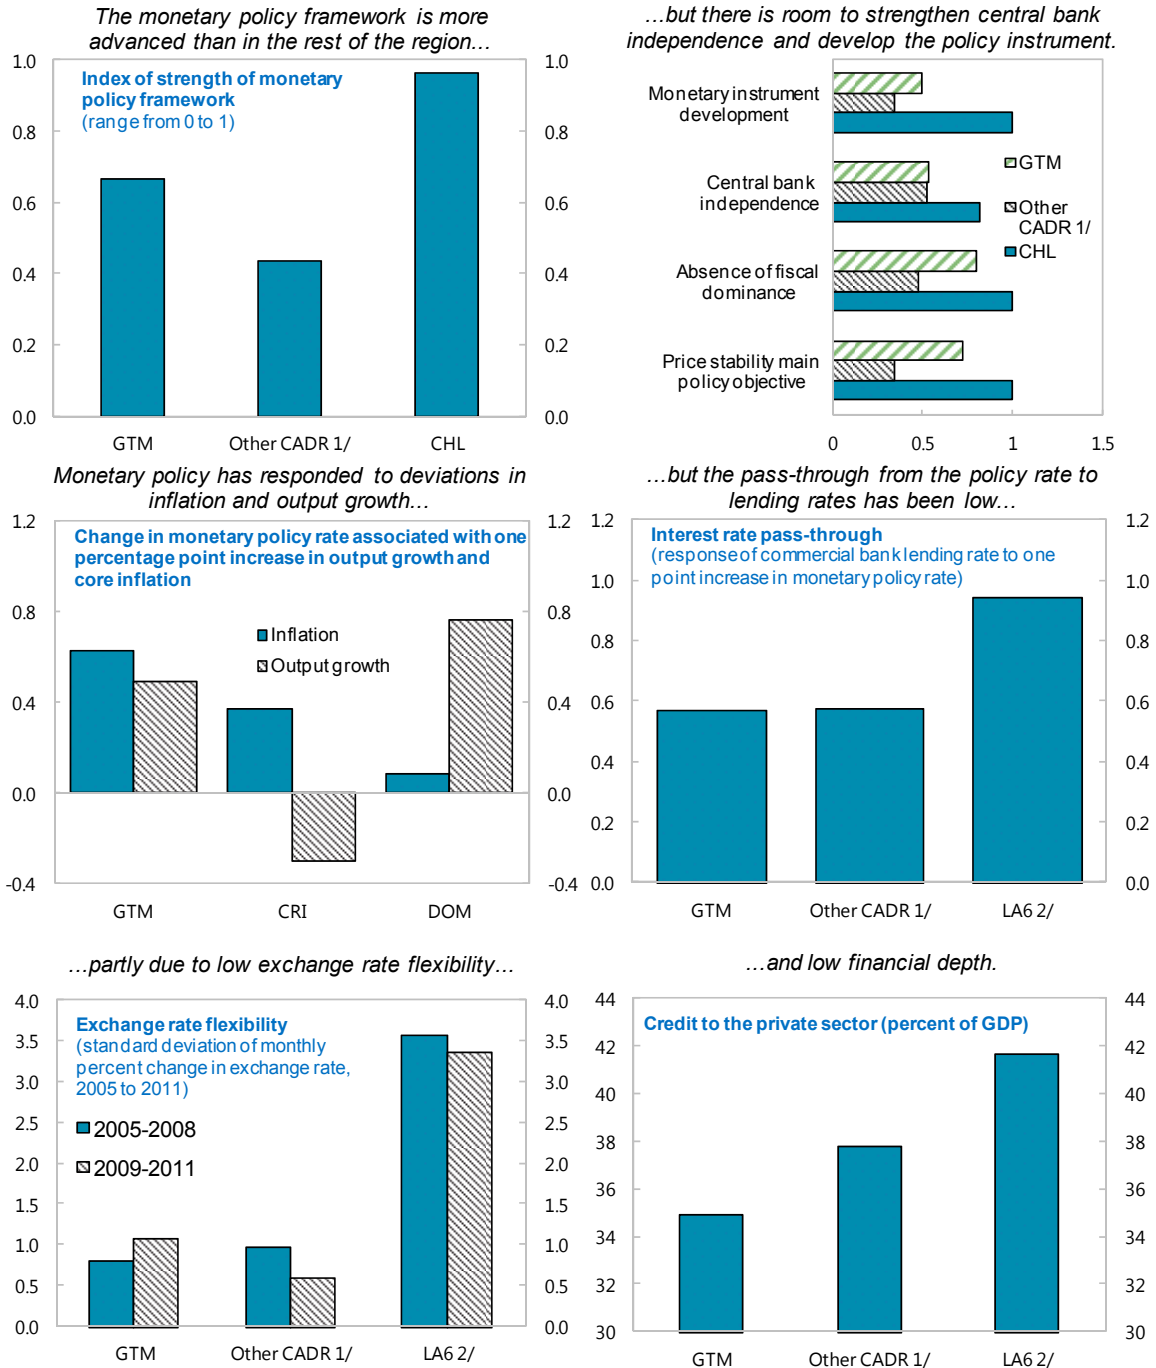 The monetary policy framework is more
advanced than in the rest of the region…
1.0
0.8
0.6
0.4
0.2
0.0
Index of strength of monetary
policy framework
(range from 0 to 1)
1.0
0.8
0.6
0.4
0.2
0.0
GTM
Other CADR 1/
CHL
…but there is room to strengthen central bank
independence and develop the policy instrument.
Monetary instrument
development
Central bank
independence
Absence of fiscal
dominance
Price stability main
policy objective
GTM
Other
CADR 1/
CHL
0
0.5
1
1.5
Monetary policy has responded to deviations in
inflation and output growth…
1.2
0.8
0.4
0.0
-0.4
Change in monetary policy rate associated with one
percentage point increase in output growth and
core inflation
Inflation
Output growth
1.2
0.8
0.4
0.0
-0.4
GTM
CRI
DOM
…but the pass-through from the policy rate to
lending rates has been low…
1.2
1.0
0.8
0.6
0.4
0.2
0.0
Interest rate pass-through
(response of commercial bank lending rate to one
point increase in monetary policy rate)
1.2
1.0
0.8
0.6
0.4
0.2
0.0
GTM
Other CADR 1/
LA6 2/
…partly due to low exchange rate flexibility…
4.0
3.5
3.0
2.5
2.0
1.5
1.0
0.5
0.0
Exchange rate flexibility
(standard deviation of monthly
percent change in exchange rate,
2005 to 2011)
2005-2008
2009-2011
4.0
3.5
3.0
2.5
2.0
1.5
1.0
0.5
0.0
GTM
Other CADR 1/
LA6 2/
…and low financial depth.
44
42
40
38
36
34
32
30
Credit to the private sector (percent of GDP)
44
42
40
38
36
34
32
30
GTM
Other CADR 1/
LA6 2/